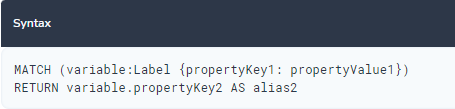 Syntax
MATCH (variable:Label {propertyKey1: propertyValue1})
RETURN variable.propertyKey2 AS alias2